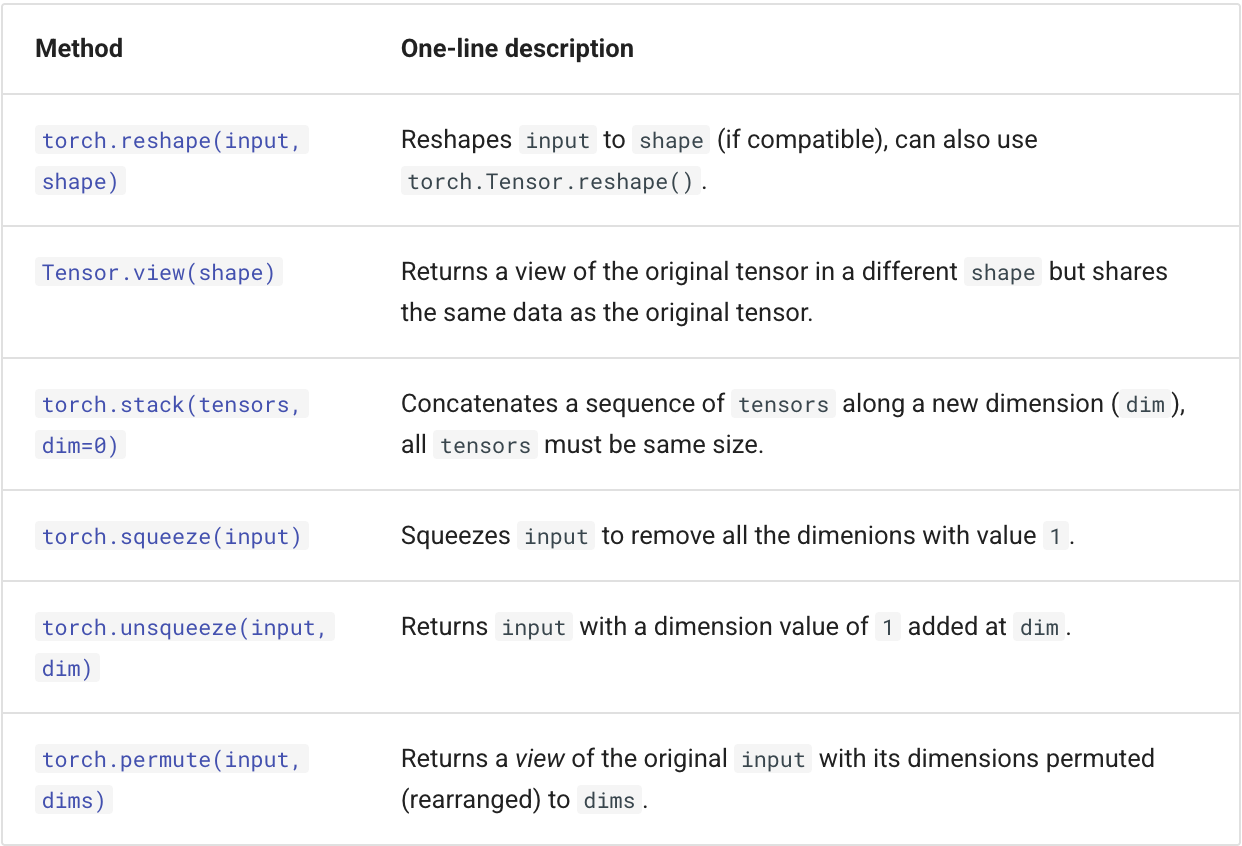 Method One-line description
torch.reshape(input, Reshapes input to shape (if compatible), can also use
shape) torch.Tensor.reshape().
Tensor.view(shape) Returns a view of the original tensor in a different shape but shares
the same data as the original tensor.
torch.stack(tensors, Concatenates a sequence of tensors along a new dimension (dim),
dim=0) all tensors must be same size.
torch.squeeze(input) Squeezes input to remove all the dimenions with value 1.
torch.unsqueeze(input, Returns input with a dimension value of 1 added at dim.
dim)
torch.permute(input, Returns a view of the original input with its dimensions permuted
dims) (rearranged) to dims.